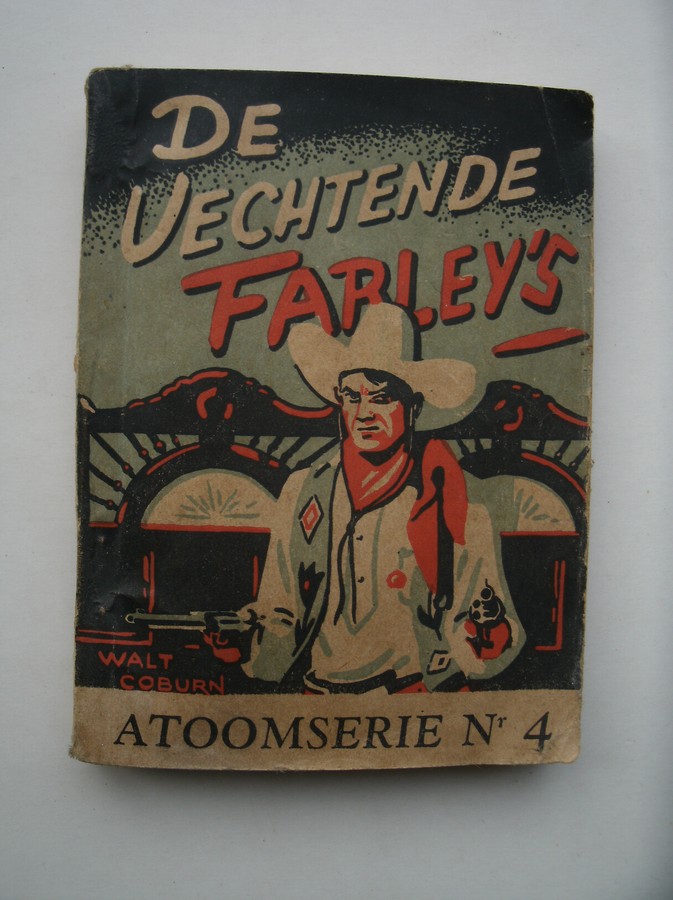 DE
VECHTENDE
FARLEY'S
WALT
COBURN
ATOOMSERIE Nr 4